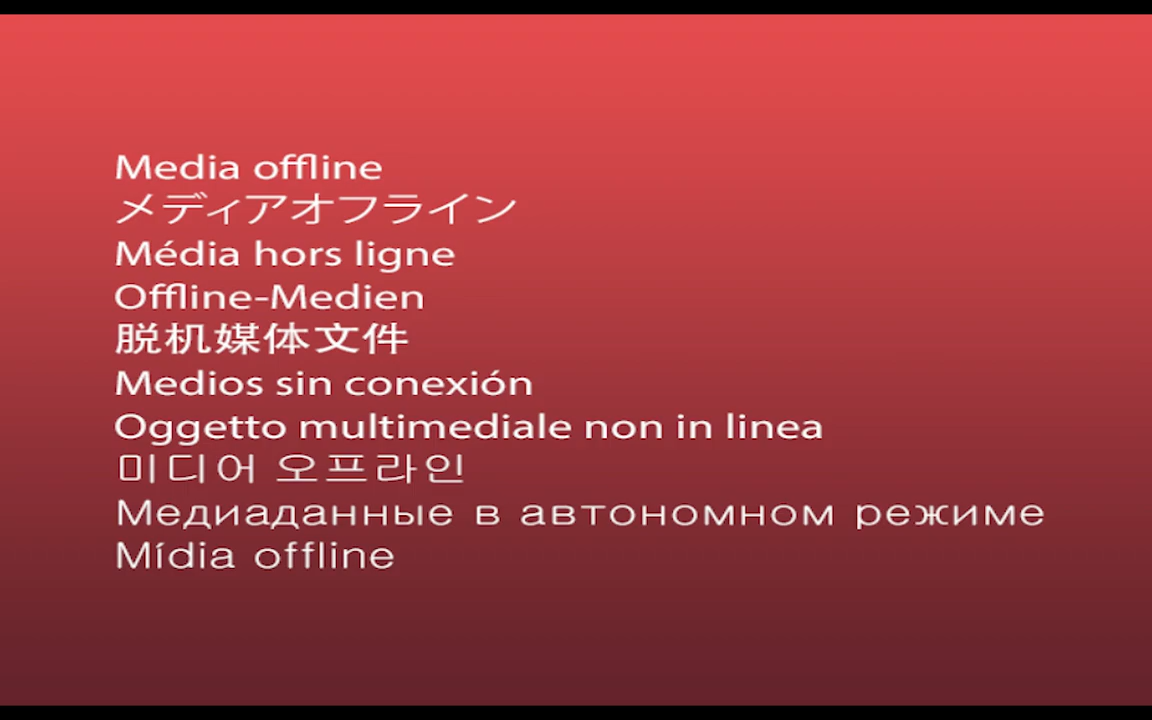 Media offline
メディアオフライン
Média hors ligne
Offline-Medien
脱机媒体文件
Medios sin conexión
Oggetto multimediale non in linea
미디어 오프라인
Медиаданные в автономном режиме
Mídia offline